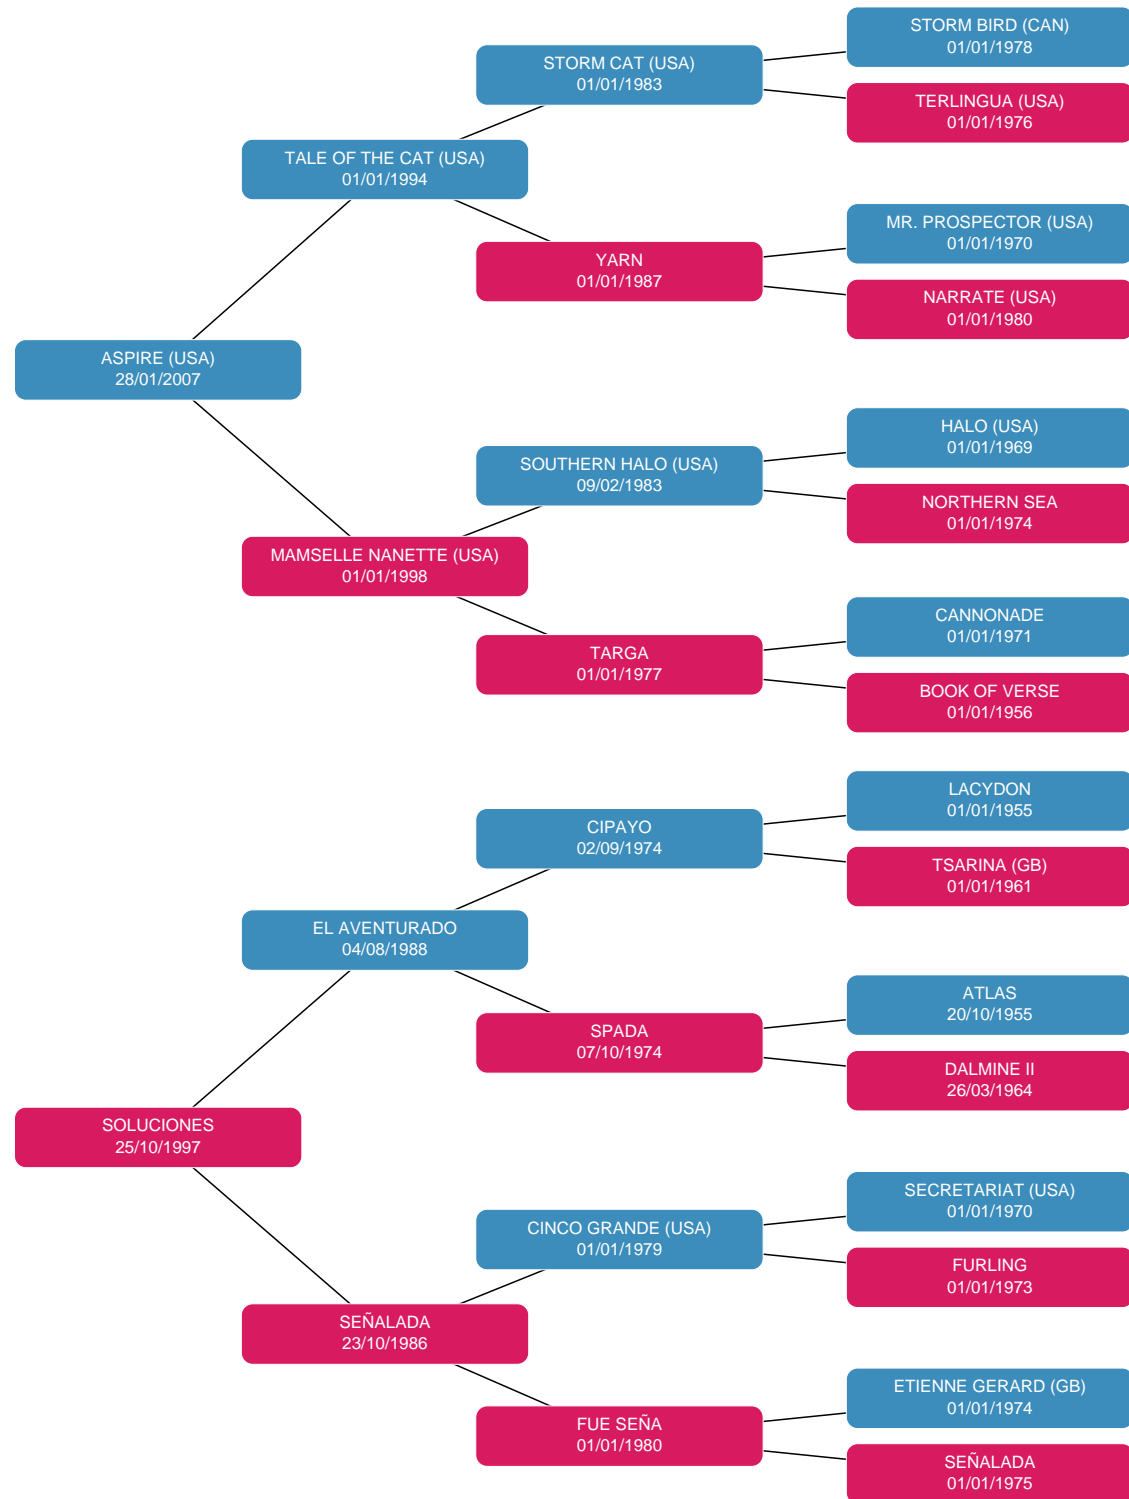 STORM BIRD (CAN)
01/01/1978
STORM CAT (USA)
01/01/1983
TERLINGUA (USA)
01/01/1976
TALE OF THE CAT (USA)
01/01/1994
MR. PROSPECTOR (USA)
01/01/1970
YARN
01/01/1987
NARRATE (USA)
01/01/1980
ASPIRE (USA)
28/01/2007
HALO (USA)
01/01/1969
SOUTHERN HALO (USA)
09/02/1983
NORTHERN SEA
01/01/1974
MAMSELLE NANETTE (USA)
01/01/1998
CANNONADE
01/01/1971
TARGA
01/01/1977
BOOK OF VERSE
01/01/1956
LACYDON
01/01/1955
CIPAYO
02/09/1974
TSARINA (GB)
01/01/1961
EL AVENTURADO
04/08/1988
ATLAS
20/10/1955
SPADA
07/10/1974
DALMINE II
26/03/1964
SOLUCIONES
25/10/1997
SECRETARIAT (USA)
01/01/1970
CINCO GRANDE (USA)
01/01/1979
FURLING
01/01/1973
SEÑALADA
23/10/1986
ETIENNE GERARD (GB)
01/01/1974
FUE SEÑA
01/01/1980
SEÑALADA
01/01/1975